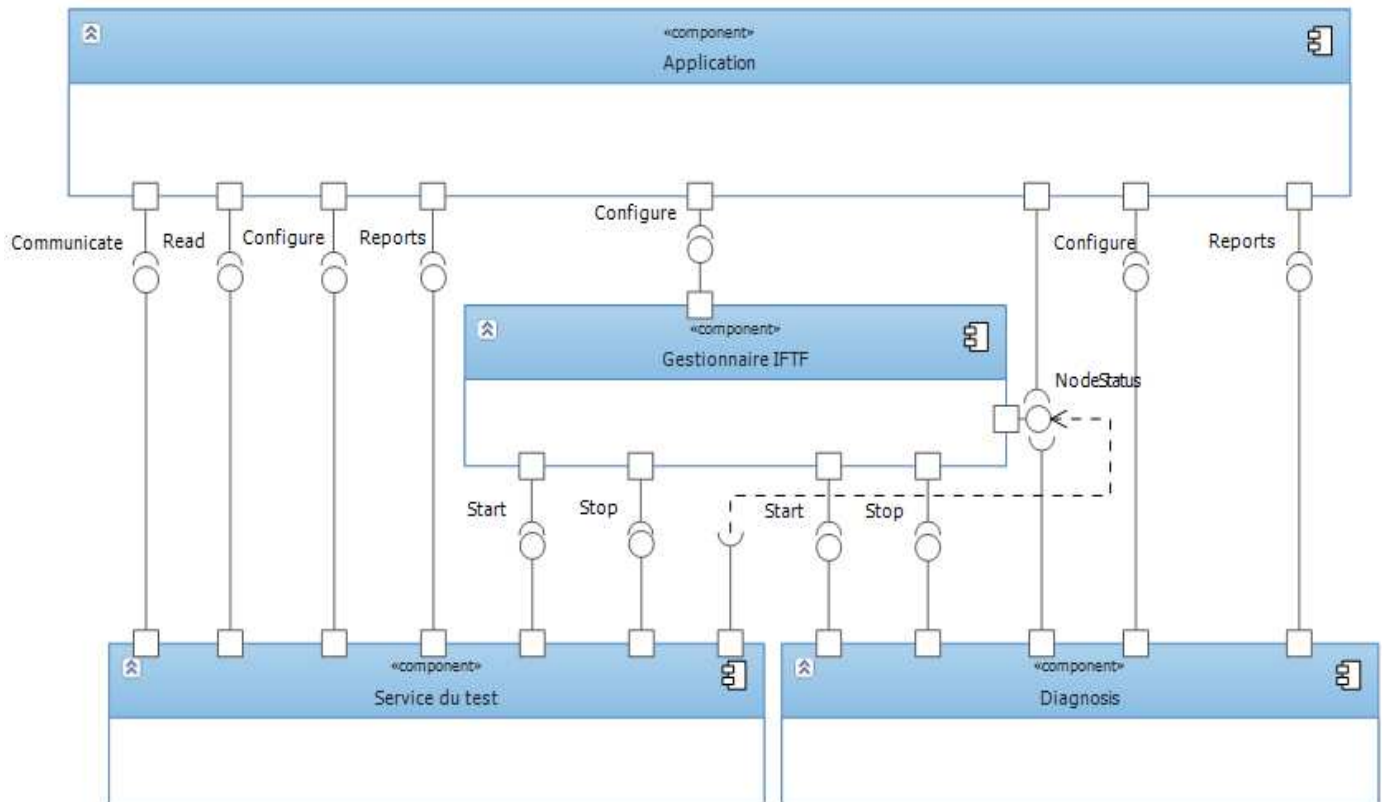 «component»
Application
Communicate
Read
Configure
Reports
Configure
Configure
Reports
«component»
Gestionnaire IFTF
NodeStatus
Start
Stop
Start
Stop
«component»
Service du test
«component»
Diagnosis